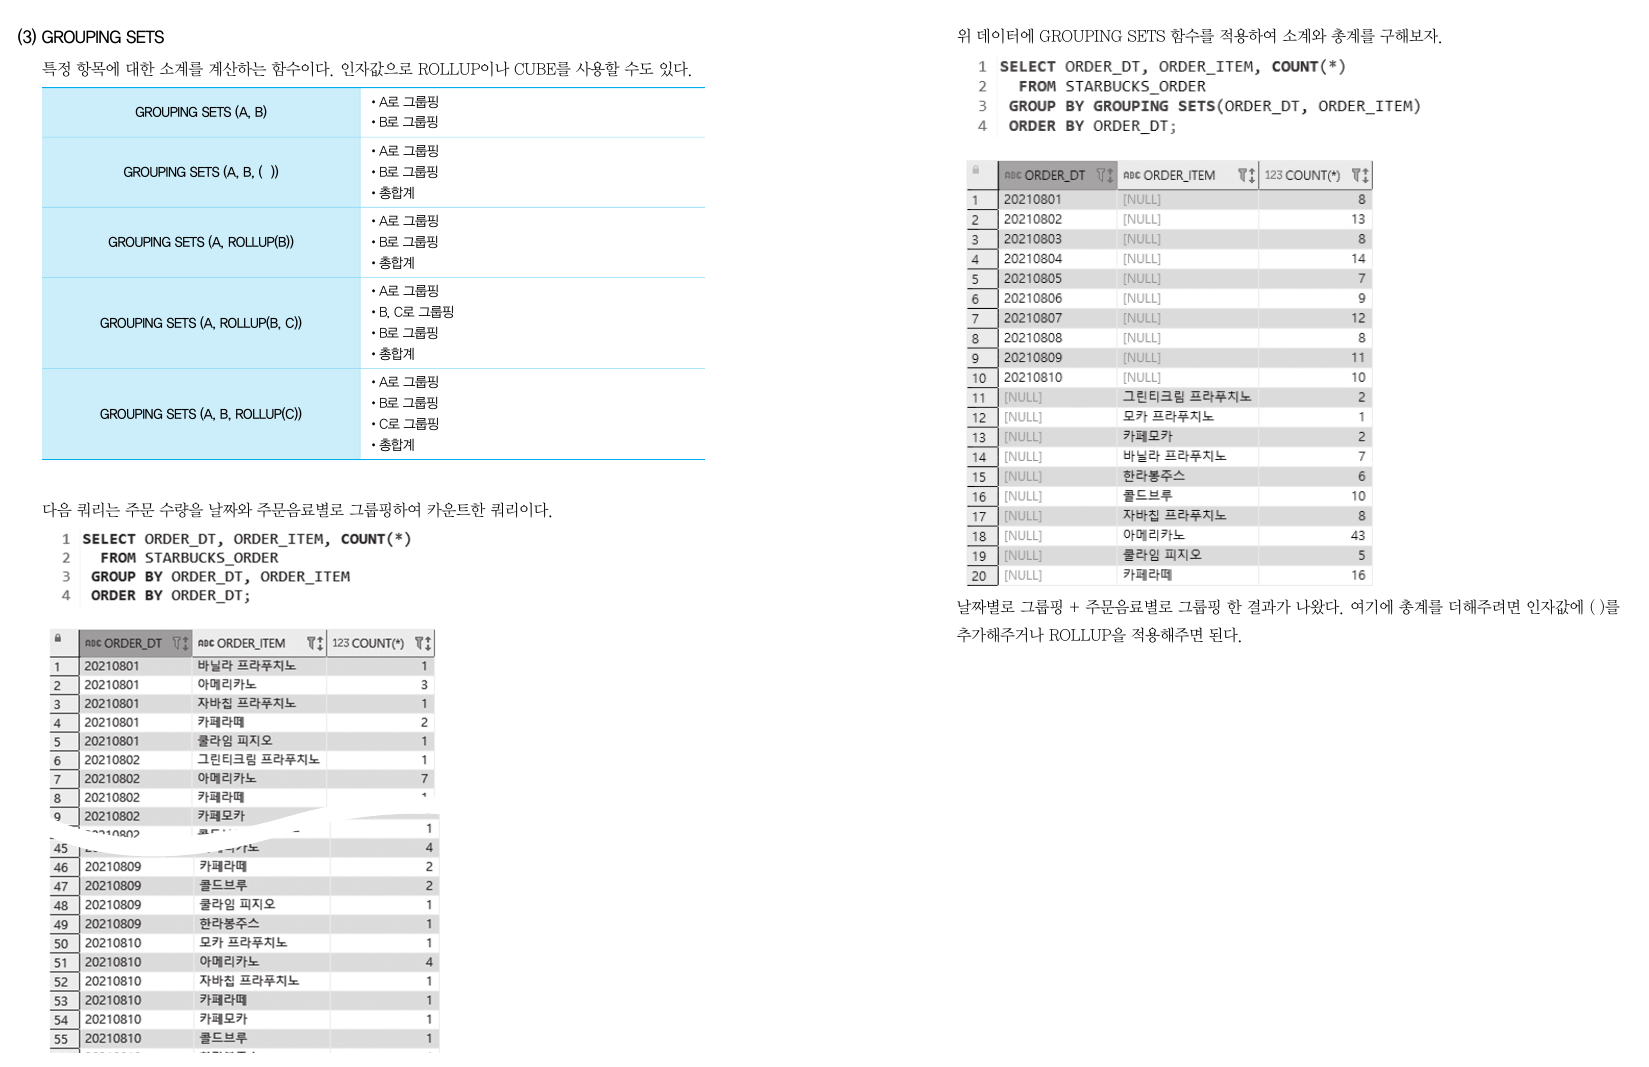 (3) GROUPING SETS
특정 항목에 대한 소계를 계산하는 함수이다. 인자값으로 ROLLUP이나 CUBE를 사용할 수도 있다.
GROUPING SETS (A, B)
• A로 그룹핑
• B로 그룹핑
GROUPING SETS (A, B, ( ))
• A로 그룹핑
• B로 그룹핑
• 총합계
GROUPING SETS (A, ROLLUP(B))
• A로 그룹핑
• B로 그룹핑
• 총합계
GROUPING SETS (A, ROLLUP(B, C))
• A로 그룹핑
• B, C로 그룹핑
• B로 그룹핑
• 총합계
GROUPING SETS (A, B, ROLLUP(C))
• A로 그룹핑
• B로 그룹핑
• C로 그룹핑
• 총합계
다음 쿼리는 주문 수량을 날짜와 주문음료별로 그룹핑하여 카운트한 쿼리이다.
1 SELECT ORDER_DT, ORDER_ITEM, COUNT(*)
2 FROM STARBUCKS_ORDER
3 GROUP BY ORDER_DT, ORDER_ITEM
4 ORDER BY ORDER_DT;
ABC ORDER_DT ABC ORDER_ITEM 123 COUNT(*)
1 20210801 바닐라 프라푸치노 1
2 20210801 아메리카노 3
3 20210801 자바칩 프라푸치노 1
4 20210801 카페라떼 2
5 20210801 쿨라임 피지오 1
6 20210802 그린티크림 프라푸치노 1
7 20210802 아메리카노 7
8 20210802 카페라떼
9 20210802 카페모카
20210802 1
45 4
46 20210809 카페라떼 2
47 20210809 콜드브루 2
48 20210809 쿨라임 피지오 1
49 20210809 한라봉주스 1
50 20210810 모카 프라푸치노 1
51 20210810 아메리카노 4
52 20210810 자바칩 프라푸치노 1
53 20210810 카페라떼 1
54 20210810 카페모카 1
55 20210810 콜드브루 1
위 데이터에 GROUPING SETS 함수를 적용하여 소계와 총계를 구해보자.
1 SELECT ORDER_DT, ORDER_ITEM, COUNT(*)
2 FROM STARBUCKS_ORDER
3 GROUP BY GROUPING SETS(ORDER_DT, ORDER_ITEM)
4 ORDER BY ORDER_DT;
ABC ORDER_DT ABC ORDER_ITEM 123 COUNT(*)
1 20210801 [NULL] 8
2 20210802 [NULL] 13
3 20210803 [NULL] 8
4 20210804 [NULL] 14
5 20210805 [NULL] 7
6 20210806 [NULL] 9
7 20210807 [NULL] 12
8 20210808 [NULL] 8
9 20210809 [NULL] 11
10 20210810 [NULL] 10
11 [NULL] 그린티크림 프라푸치노 2
12 [NULL] 모카 프라푸치노 1
13 [NULL] 카페모카 2
14 [NULL] 바닐라 프라푸치노 7
15 [NULL] 한라봉주스 6
16 [NULL] 콜드브루 10
17 [NULL] 자바칩 프라푸치노 8
18 [NULL] 아메리카노 43
19 [NULL] 쿨라임 피지오 5
20 [NULL] 카페라떼 16
날짜별로 그룹핑 + 주문음료별로 그룹핑 한 결과가 나왔다. 여기에 총계를 더해주려면 인자값에 ( )를
추가해주거나 ROLLUP을 적용해주면 된다.